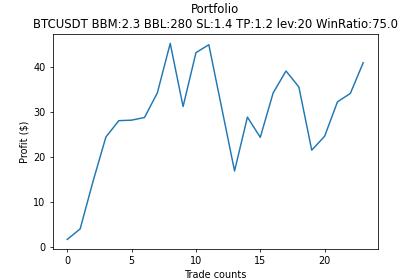 Portfolio
BTCUSDT BBM:2.3 BBL:280 SL:1.4 TP:1.2 lev:20 WinRatio:75.0
Profit ($)
40
30
20
10
0
0 5 10 15 20
Trade counts